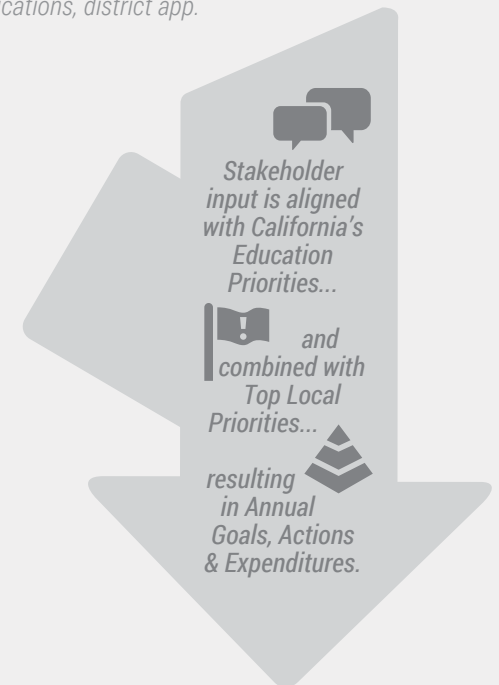 ications, district app.
Stakeholder
input is aligned
with California's
Education
Priorities...
and
combined with
Top Local
Priorities...
resulting
in Annual
Goals, Actions
& Expenditures.